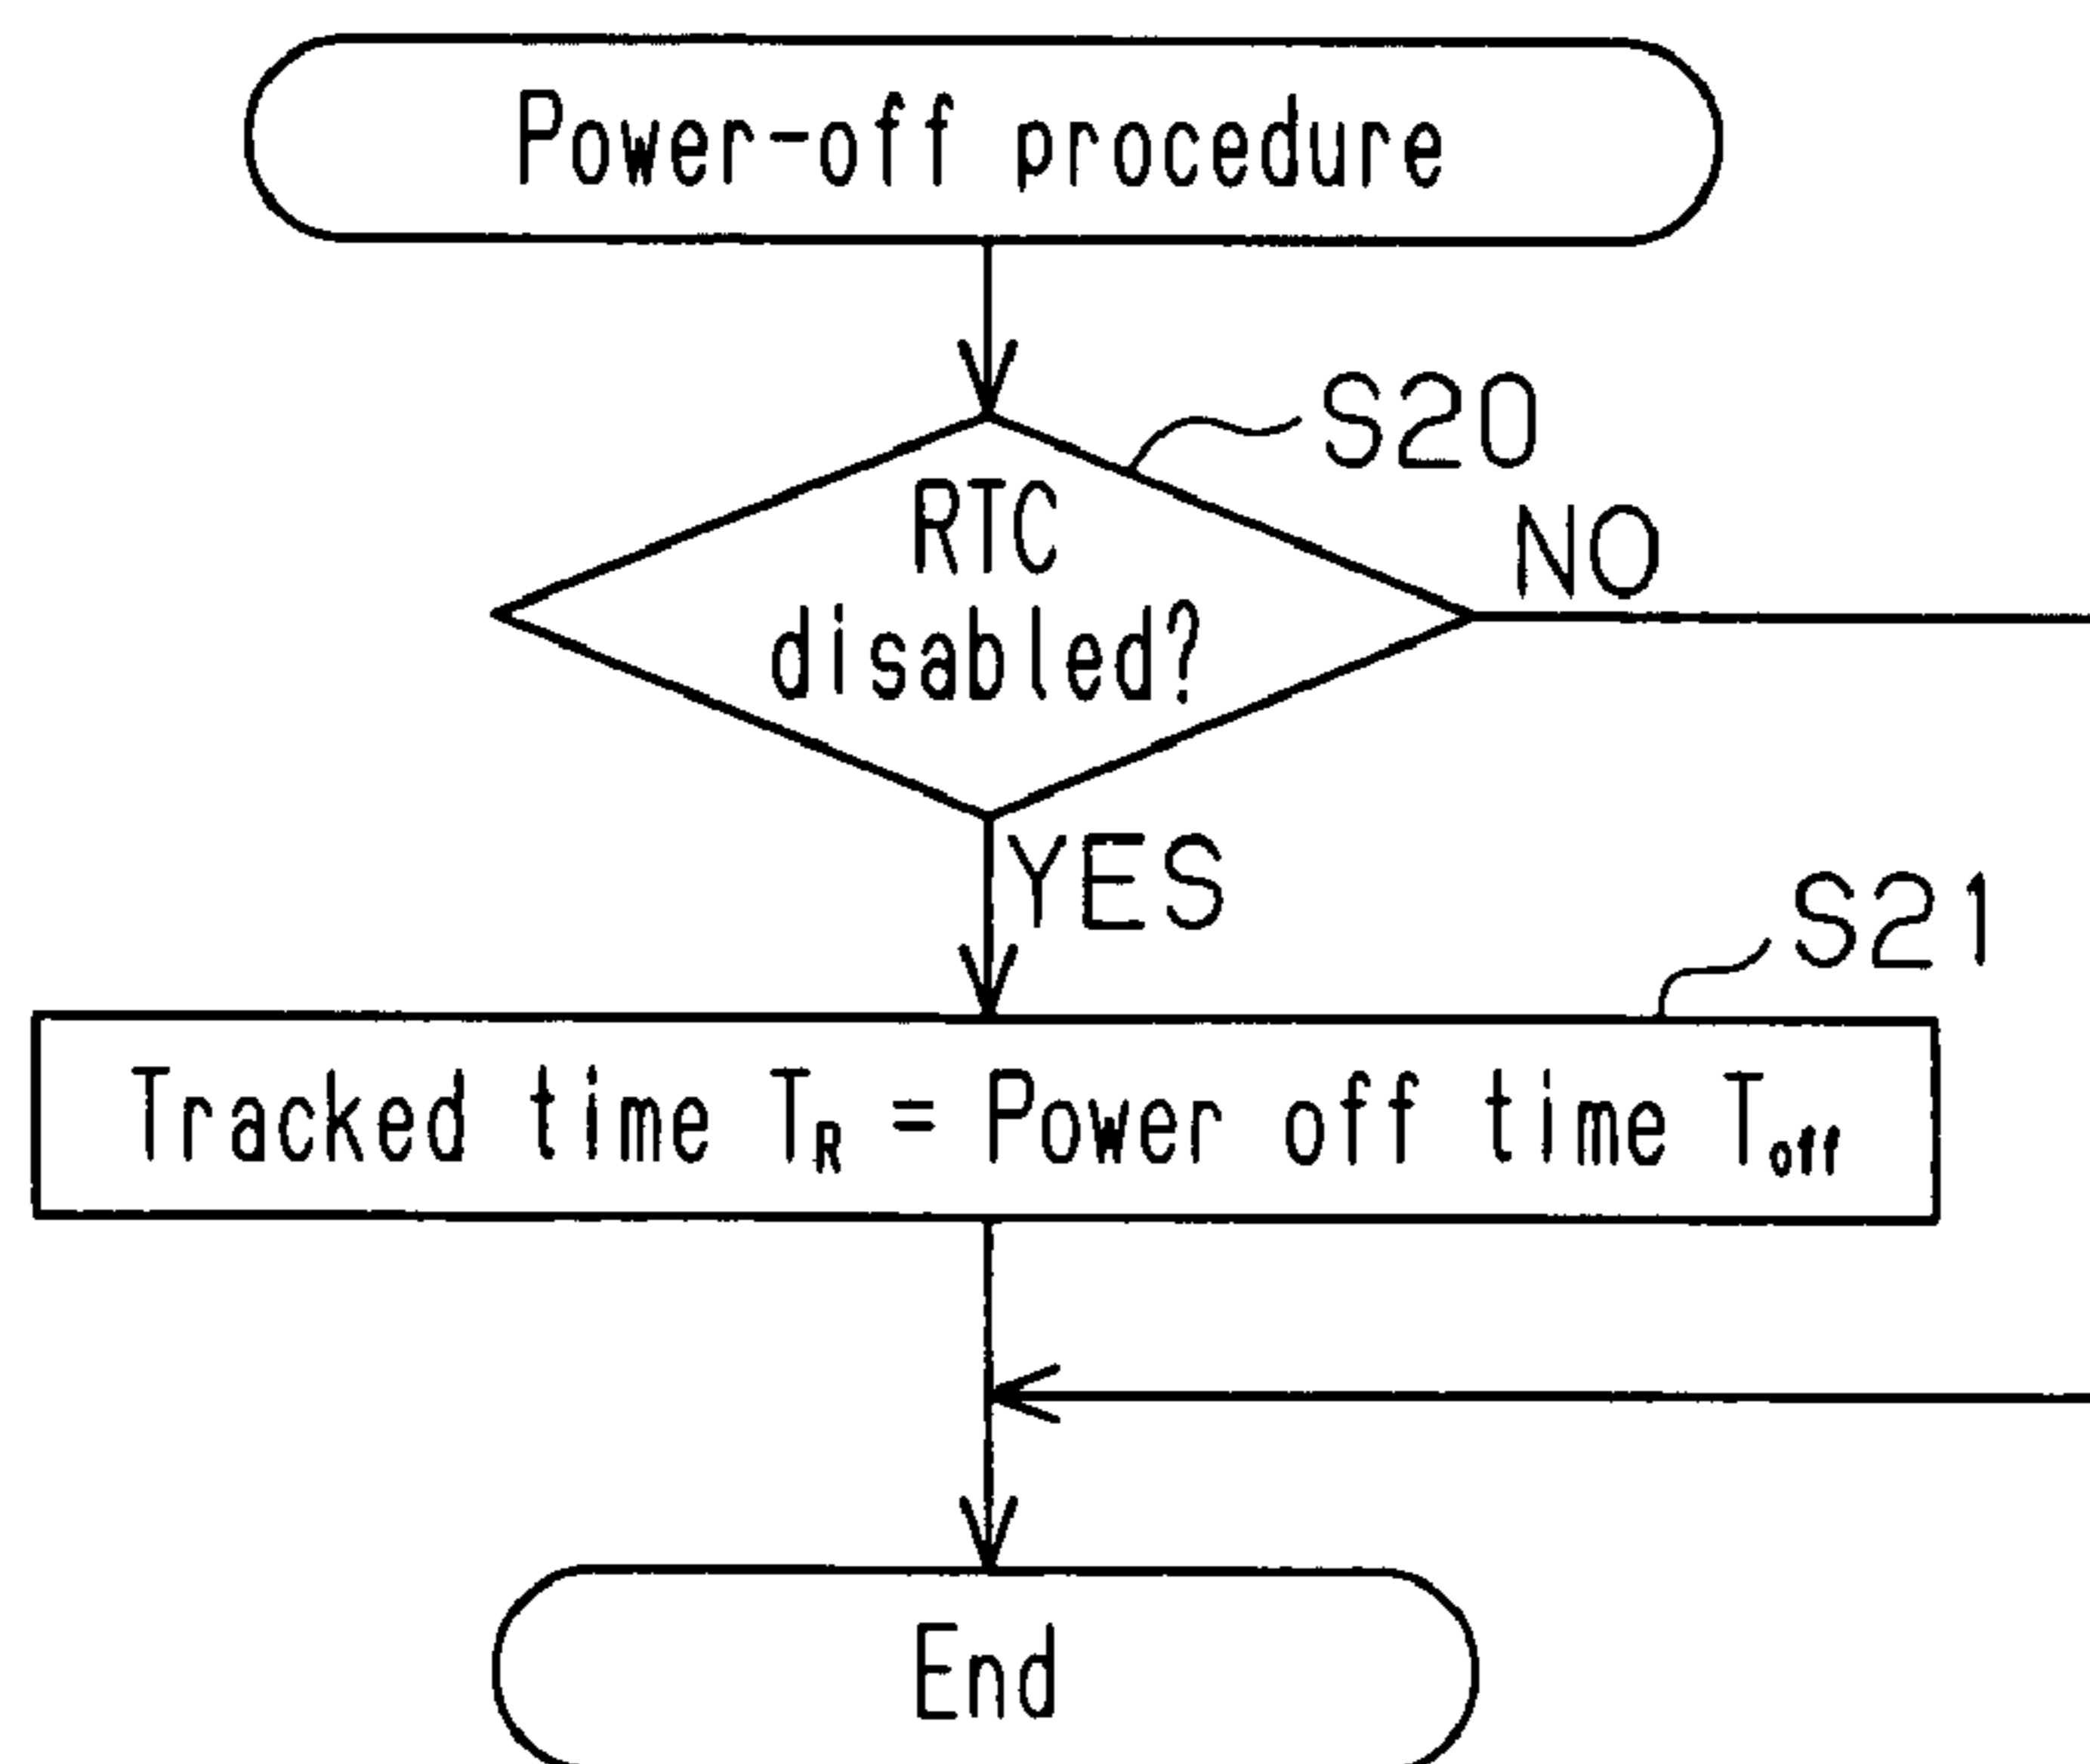 Power-off procedure
S20
RTC
disabled?
NO
YES
S21
Tracked time TR = Power off time Toff
End